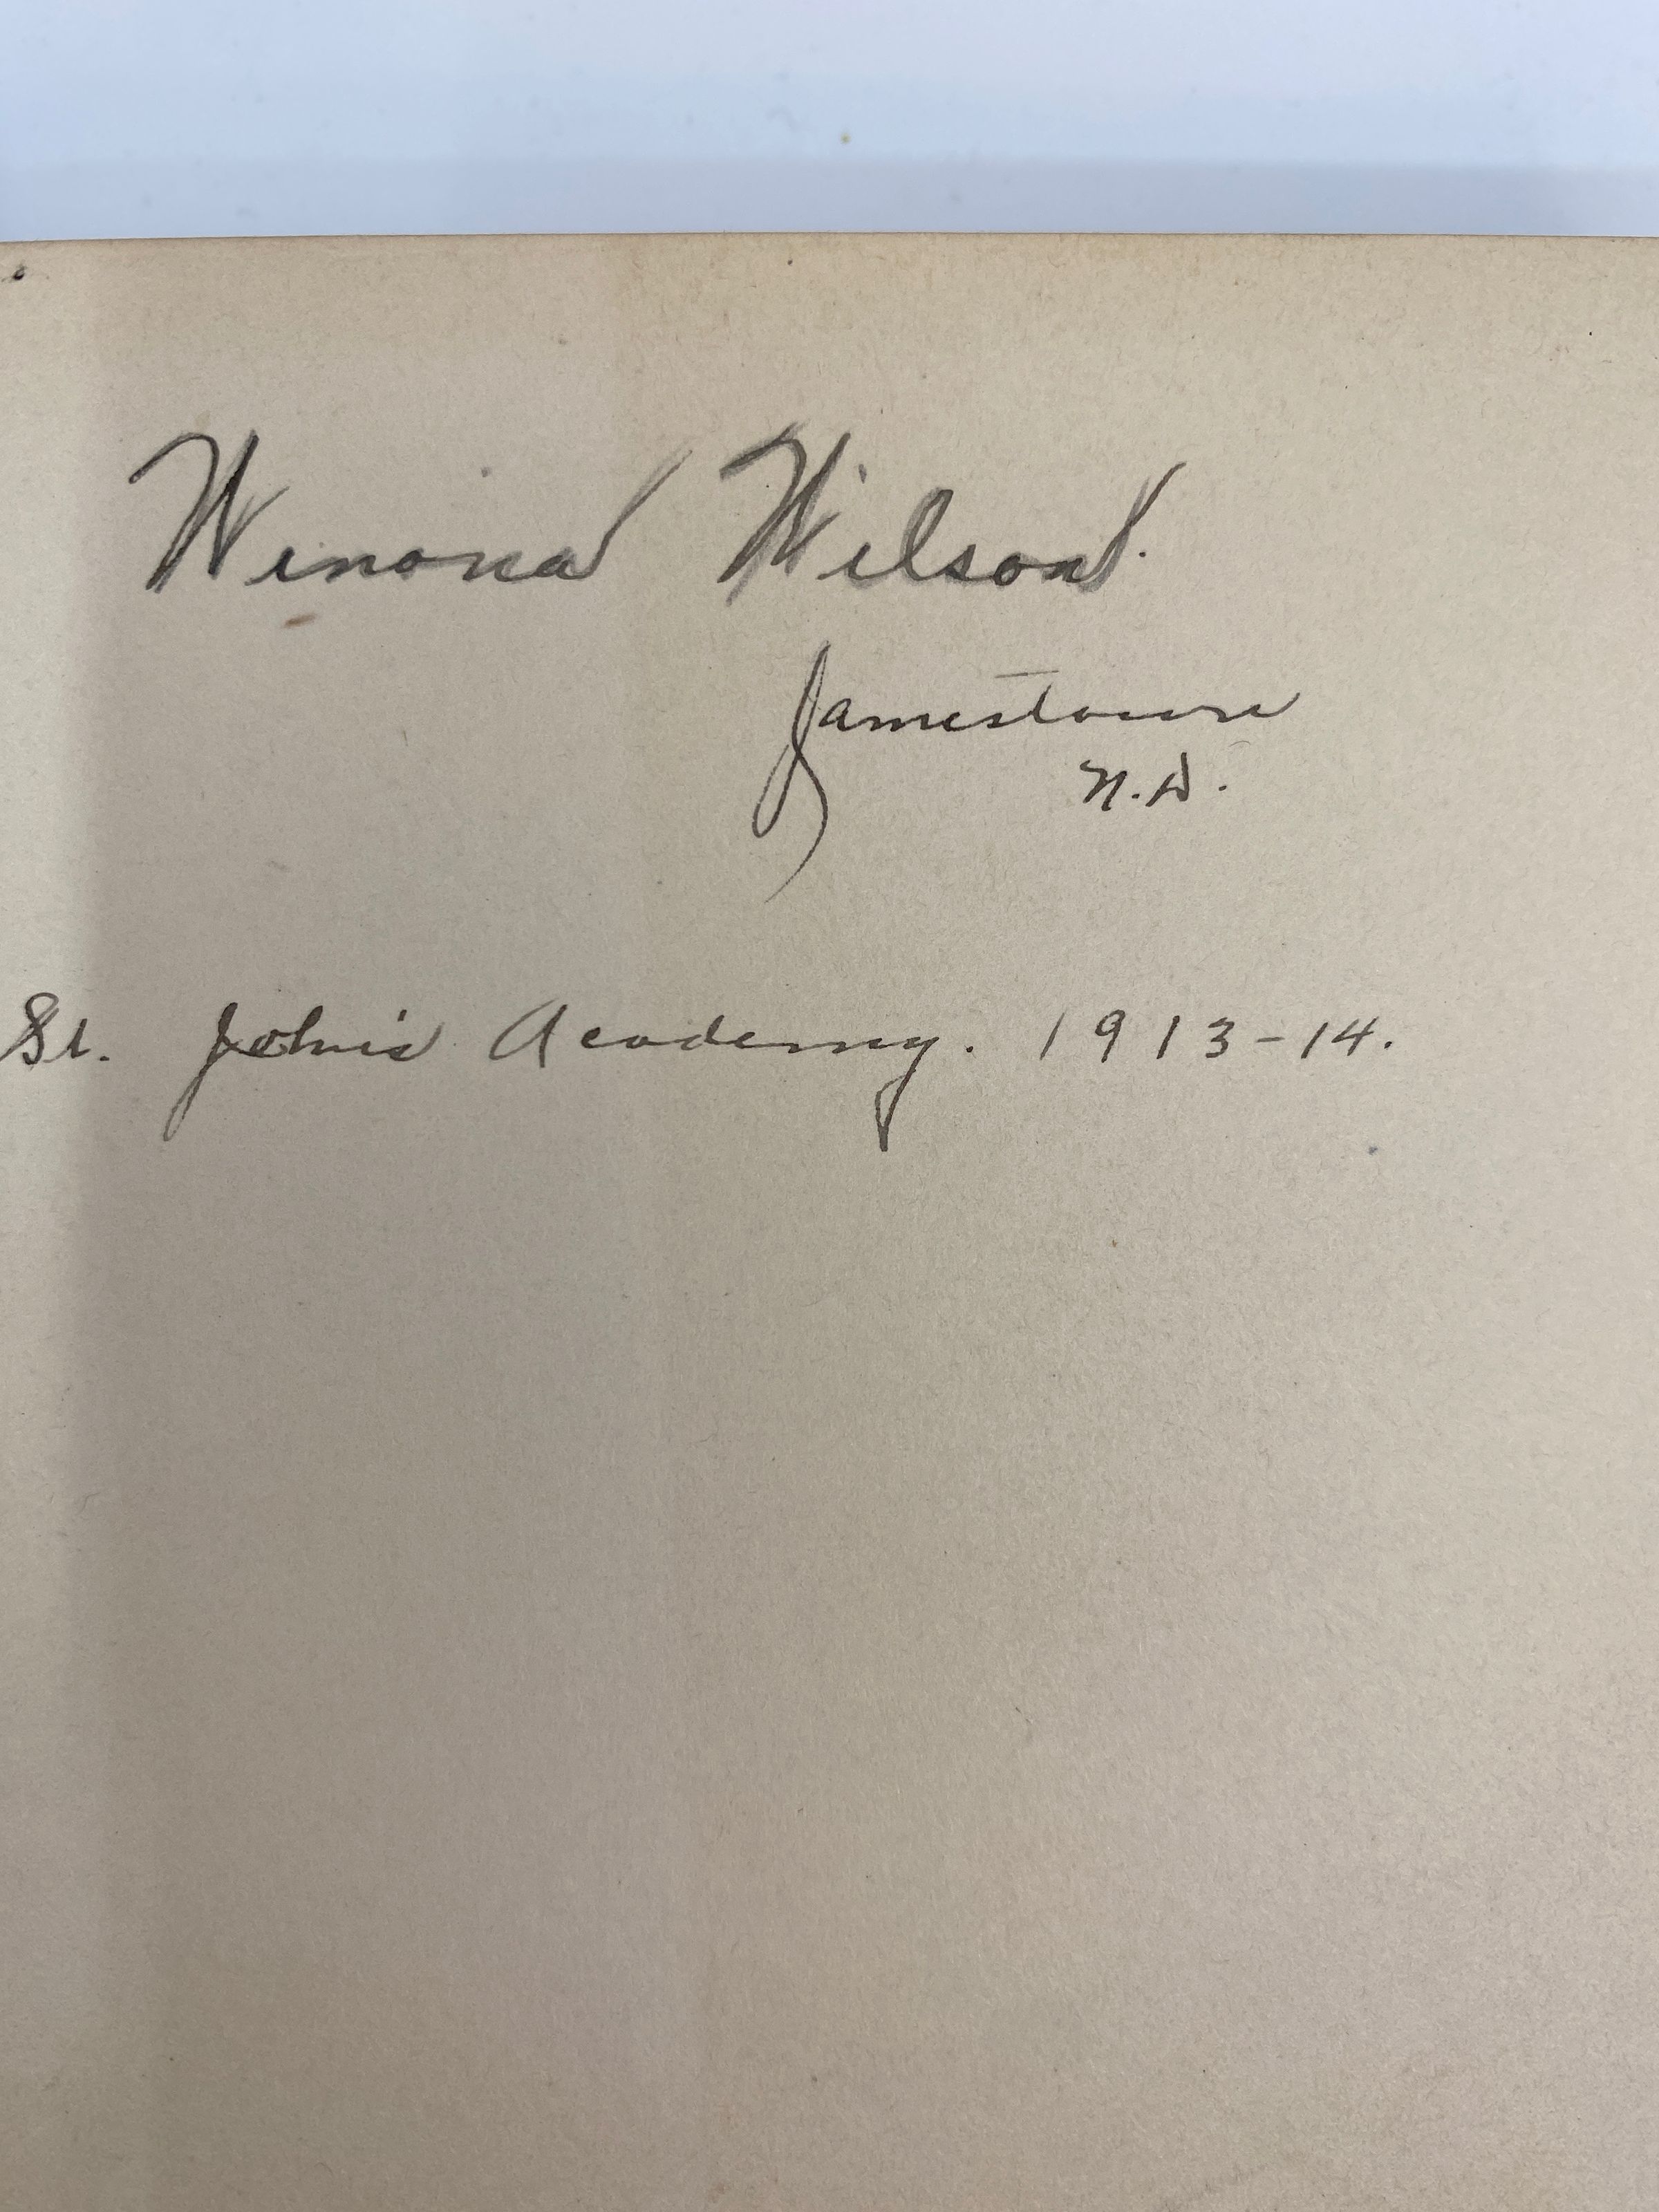 Winona Wilson.
Jamestown
N.D.
St. John's Academy. 1913-14.